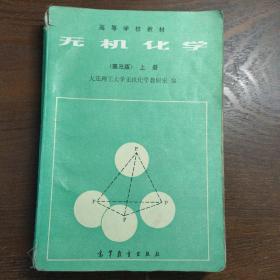 高等学校教材
无机化学
(第三版) 上册
大连理工大学无机化学教研室 编
P
P
P
P
高等教育出版社